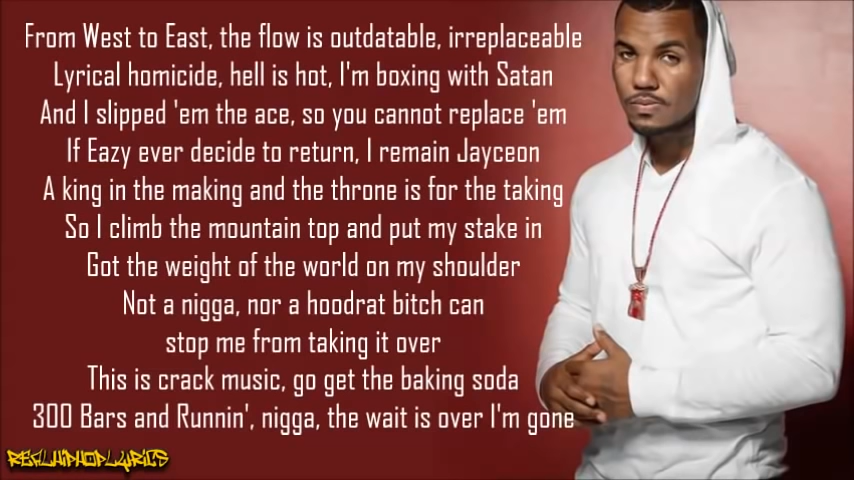 From West to East, the flow is outdatable, irreplaceable
Lyrical homicide, hell is hot, I'm boxing with Satan
And I slipped 'em the ace, so you cannot replace 'em
If Eazy ever decide to return, I remain Jayceon
A king in the making and the throne is for the taking
So I climb the mountain top and put my stake in
Got the weight of the world on my shoulder
Not a nigga, nor a hoodrat bitch can
stop me from taking it over
This is crack music, go get the baking soda
300 Bars and Runnin', nigga, the wait is over I'm gone
REALHIPHOPLYRICS